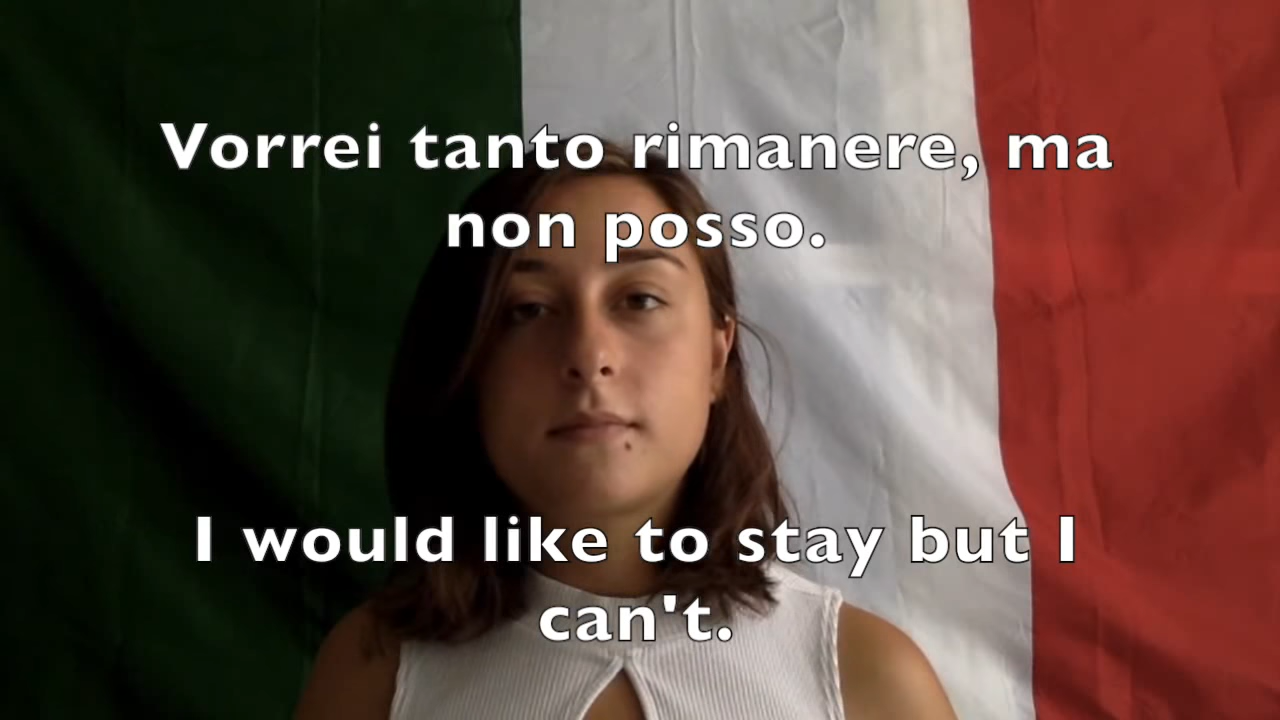 Vorrei tanto rimanere, ma
non posso.
I would like to stay but I
can't.